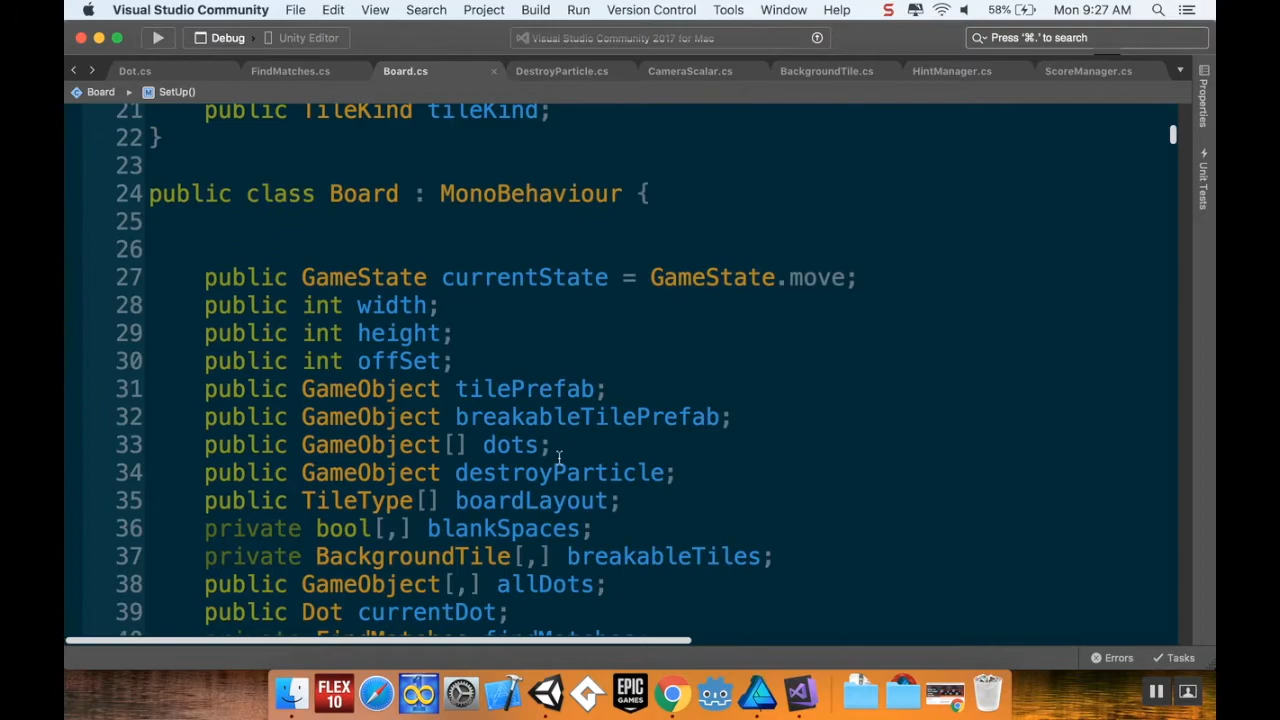 Visual Studio Community File Edit View Search Project Build Run Version Control Tools Window Help S 58% Mon 9:27 AM
Debug Unity Editor Visual Studio Community 2017 for Mac Press '⌘.' to search
Dot.cs FindMatches.cs Board.cs DestroyParticle.cs CameraScalar.cs BackgroundTile.cs HintManager.cs ScoreManager.cs
Board SetUp()
Properties
Unit Tests
21 public TileKind tileKind;
22 }
23
24 public class Board : MonoBehaviour {
25
26
27 public GameState currentState = GameState.move;
28 public int width;
29 public int height;
30 public int offSet;
31 public GameObject tilePrefab;
32 public GameObject breakableTilePrefab;
33 public GameObject[] dots;
34 public GameObject destroyParticle;
35 public TileType[] boardLayout;
36 private bool[,] blankSpaces;
37 private BackgroundTile[,] breakableTiles;
38 public GameObject[,] allDots;
39 public Dot currentDot;
Errors Tasks
FLEX
10
EPIC
GAMES